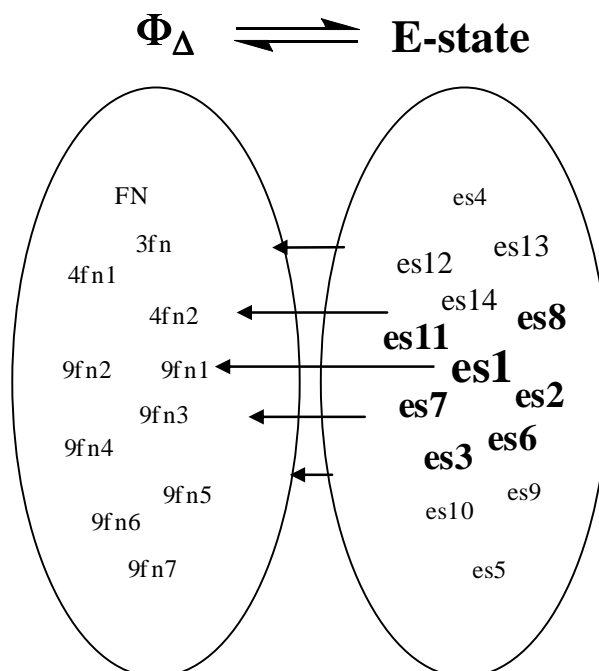 Φ_Δ ⇌ E-state
FN
3fn
4fn1
4fn2
9fn2
9fn1
9fn3
9fn4
9fn5
9fn6
9fn7
es4
es13
es12
es14
es8
es11
es1
es2
es7
es6
es3
es9
es10
es5